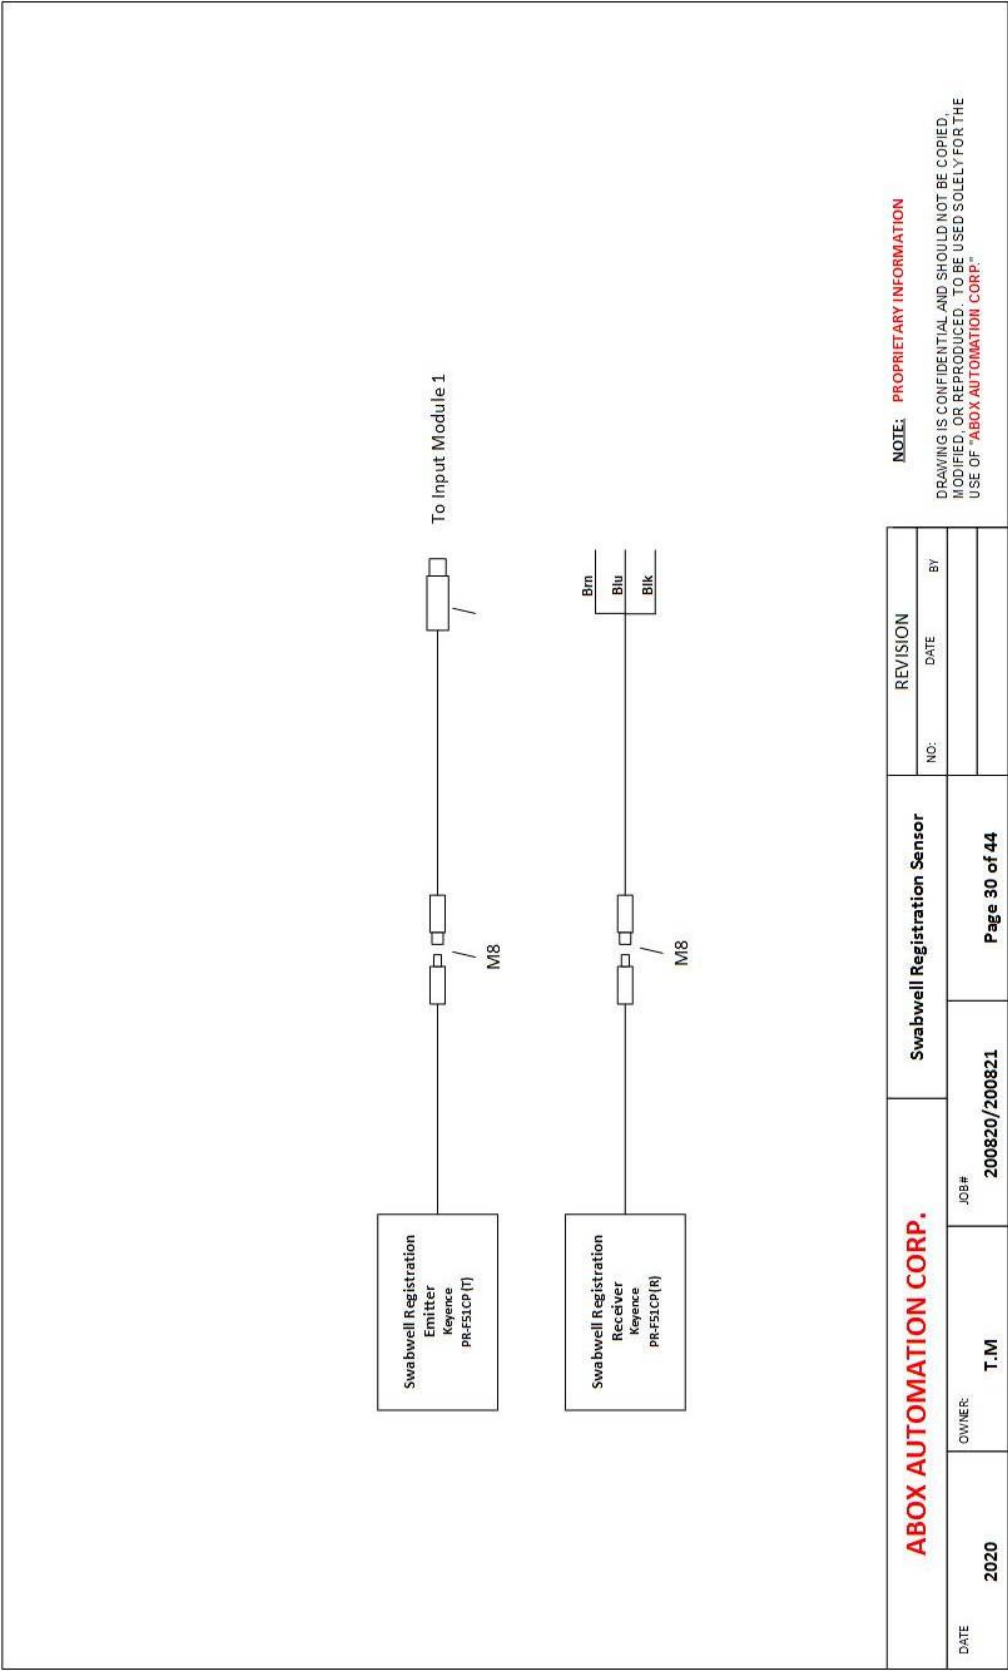 Swabwell Registration
Emitter
Keyence
PR-F51CP (T)
M8
To Input Module 1
Swabwell Registration
Receiver
Keyence
PR-F51CP(R)
M8
Brn
Blu
Blk
NOTE: PROPRIETARY INFORMATION
DRAWING IS CONFIDENTIAL AND SHOULD NOT BE COPIED,
MODIFIED, OR REPRODUCED. TO BE USED SOLELY FOR THE
USE OF "ABOX AUTOMATION CORP."
ABOX AUTOMATION CORP.
Swabwell Registration Sensor
REVISION
NO: DATE BY
DATE
2020
OWNER:
T.M
JOB#
200820/200821
Page 30 of 44